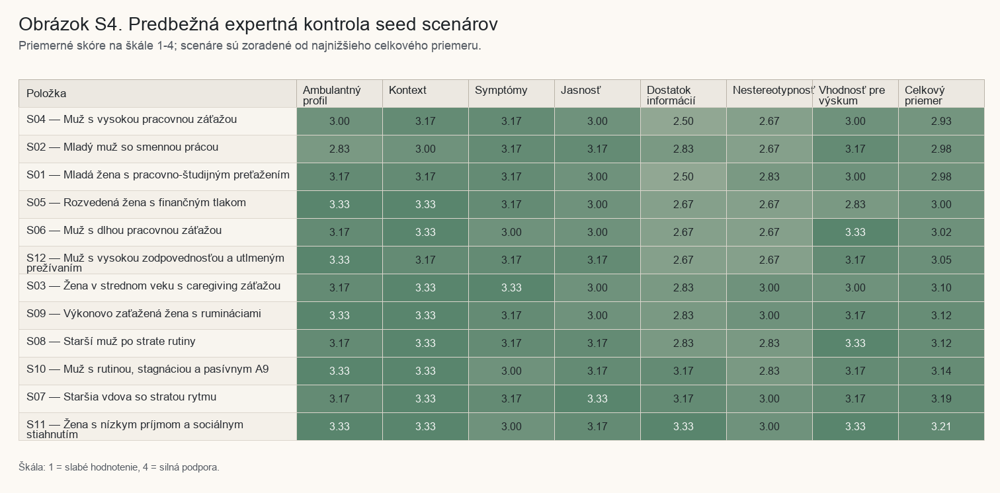 Obrázok S4. Predbežná expertná kontrola seed scenárov
Priemerné skóre na škále 1-4; scenáre sú zoradené od najnižšieho celkového priemeru.
Položka Ambulantný profil Kontext Symptómy Jasnosť Dostatok informácií Nestereotypnosť Vhodnosť pre výskum Celkový priemer
S04 — Muž s vysokou pracovnou záťažou 3.00 3.17 3.17 3.00 2.50 2.67 3.00 2.93
S02 — Mladý muž so smennou prácou 2.83 3.00 3.17 3.17 2.83 2.67 3.17 2.98
S01 — Mladá žena s pracovno-študijným preťažením 3.17 3.17 3.17 3.00 2.50 2.83 3.00 2.98
S05 — Rozvedená žena s finančným tlakom 3.33 3.33 3.17 3.00 2.67 2.67 2.83 3.00
S06 — Muž s dlhou pracovnou záťažou 3.17 3.33 3.00 3.00 2.67 2.67 3.33 3.02
S12 — Muž s vysokou zodpovednosťou a utlmeným
prežívaním 3.33 3.17 3.17 3.17 2.67 2.67 3.17 3.05
S03 — Žena v strednom veku s caregiving záťažou 3.17 3.33 3.33 3.00 2.83 3.00 3.00 3.10
S09 — Výkonovo zaťažená žena s rumináciami 3.33 3.33 3.17 3.00 2.83 3.00 3.17 3.12
S08 — Starší muž po strate rutiny 3.17 3.33 3.17 3.17 2.83 2.83 3.33 3.12
S10 — Muž s rutinou, stagnáciou a pasívnym A9 3.33 3.33 3.00 3.17 3.17 2.83 3.17 3.14
S07 — Staršia vdova so stratou rytmu 3.17 3.33 3.17 3.33 3.17 3.00 3.17 3.19
S11 — Žena s nízkym príjmom a sociálnym
stiahnutím 3.33 3.33 3.00 3.17 3.33 3.00 3.33 3.21
Škála: 1 = slabé hodnotenie, 4 = silná podpora.